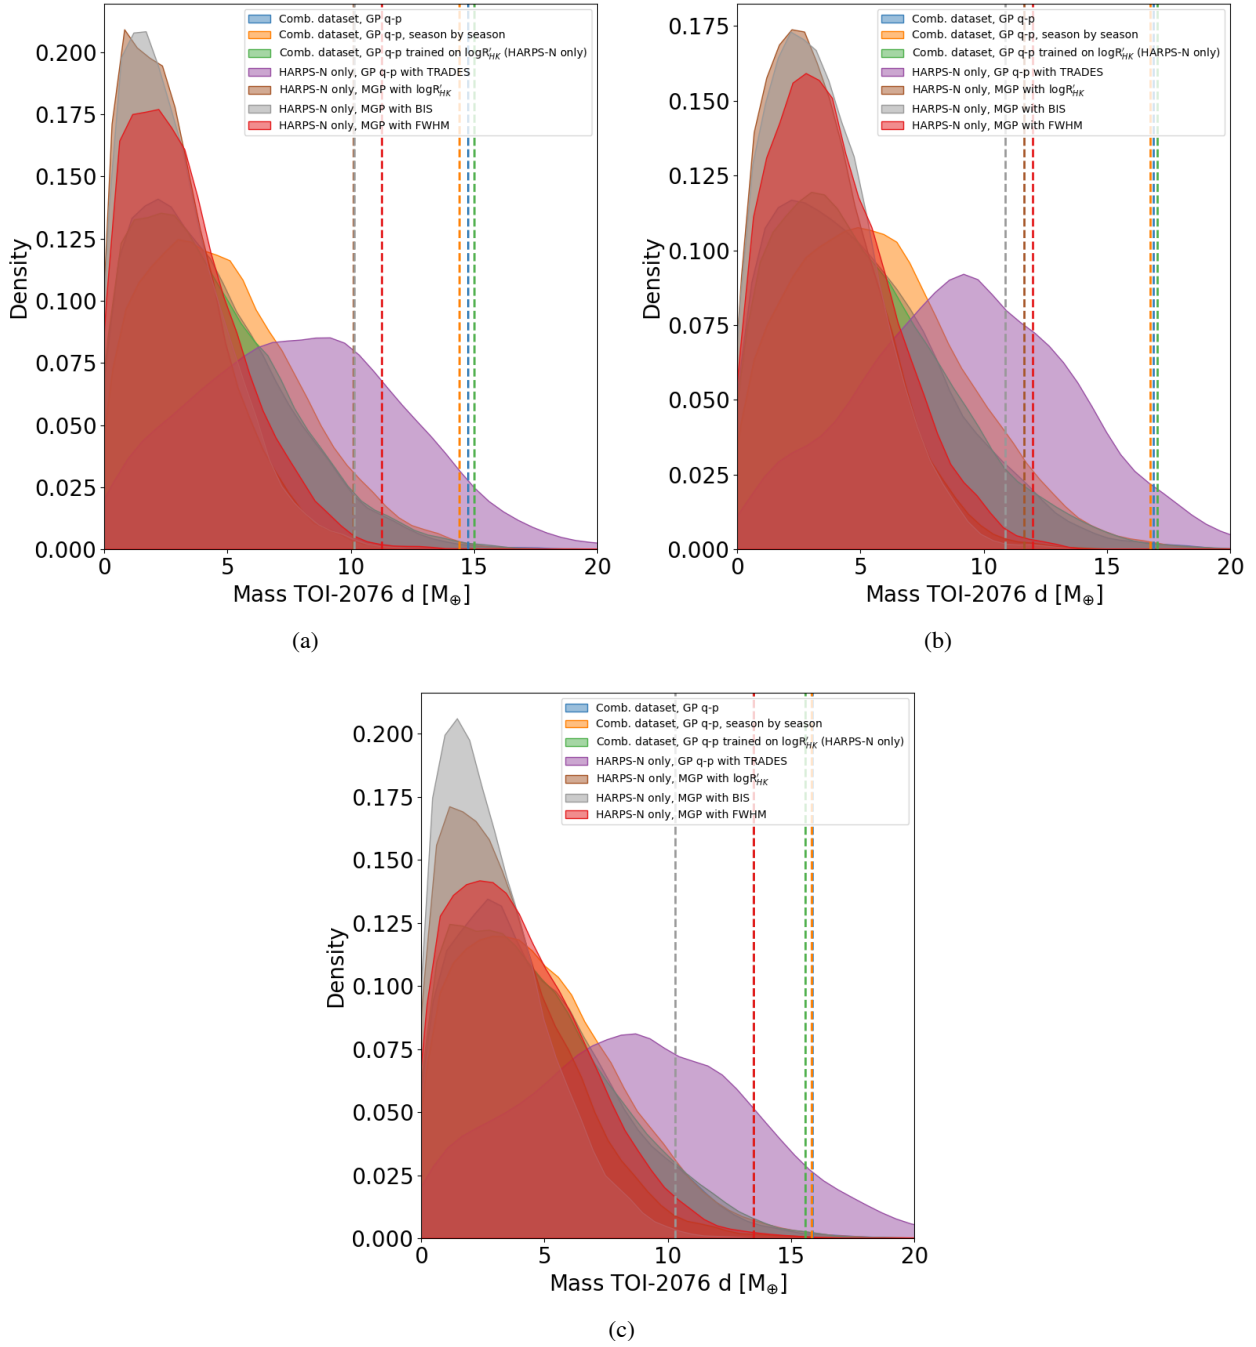 Comb. dataset, GP q-p
Comb. dataset, GP q-p, season by season
Comb. dataset, GP q-p trained on logR'HK (HARPS-N only)
HARPS-N only, GP q-p with TRADES
HARPS-N only, MGP with logR'HK
HARPS-N only, MGP with BIS
HARPS-N only, MGP with FWHM
0.200
0.175
0.150
0.125
0.100
0.075
0.050
0.025
0.000
Density
0 5 10 15 20
Mass TOI-2076 d [M⊕]
(a)
Comb. dataset, GP q-p
Comb. dataset, GP q-p, season by season
Comb. dataset, GP q-p trained on logR'HK (HARPS-N only)
HARPS-N only, GP q-p with TRADES
HARPS-N only, MGP with logR'HK
HARPS-N only, MGP with BIS
HARPS-N only, MGP with FWHM
0.175
0.150
0.125
0.100
0.075
0.050
0.025
0.000
Density
0 5 10 15 20
Mass TOI-2076 d [M⊕]
(b)
Comb. dataset, GP q-p
Comb. dataset, GP q-p, season by season
Comb. dataset, GP q-p trained on logR'HK (HARPS-N only)
HARPS-N only, GP q-p with TRADES
HARPS-N only, MGP with logR'HK
HARPS-N only, MGP with BIS
HARPS-N only, MGP with FWHM
0.200
0.175
0.150
0.125
0.100
0.075
0.050
0.025
0.000
Density
0 5 10 15 20
Mass TOI-2076 d [M⊕]
(c)